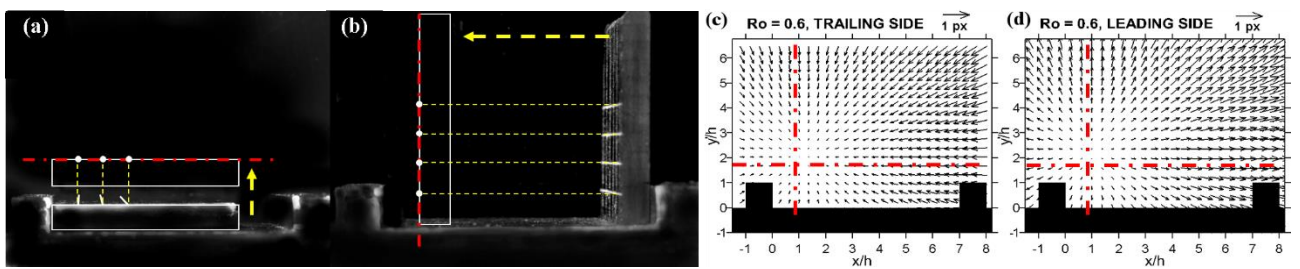 (a)
(b)
(c) Ro = 0.6, TRAILING SIDE
1 px
y/h
6
5
4
3
2
1
0
-1
-1 0 1 2 3 4 5 6 7 8
x/h
(d) Ro = 0.6, LEADING SIDE
1 px
y/h
6
5
4
3
2
1
0
-1
-1 0 1 2 3 4 5 6 7 8
x/h